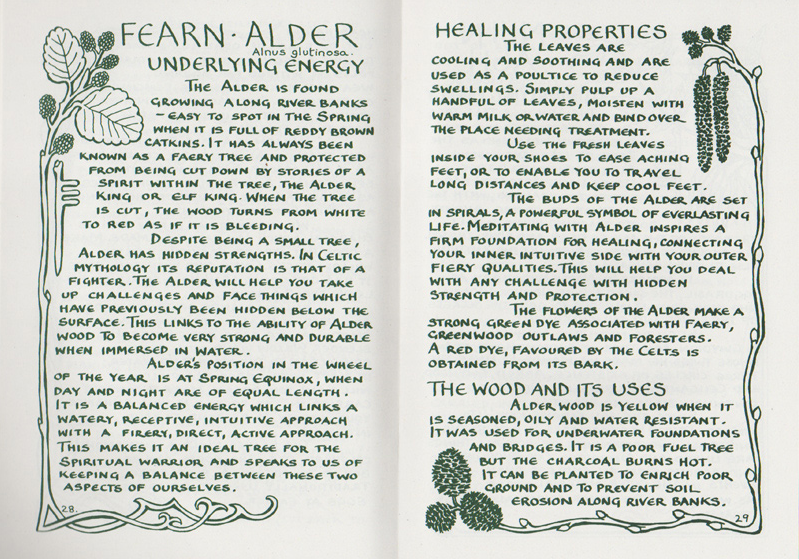 FEARN · ALDER
Alnus glutinosa.
UNDERLYING ENERGY
THE ALDER IS FOUND
GROWING ALONG RIVER BANKS
- EASY TO SPOT IN THE SPRING
WHEN IT IS FULL OF REDDY BROWN
CATKINS. IT HAS ALWAYS BEEN
KNOWN AS A FAERY TREE AND PROTECTED
FROM BEING CUT DOWN BY STORIES OF A
SPIRIT WITHIN THE TREE, THE ALDER
KING OR ELF KING. WHEN THE TREE
IS CUT, THE WOOD TURNS FROM WHITE
TO RED AS IF IT IS BLEEDING.
DESPITE BEING A SMALL TREE,
ALDER HAS HIDDEN STRENGTHS. IN CELTIC
MYTHOLOGY ITS REPUTATION IS THAT OF A
FIGHTER. THE ALDER WILL HELP YOU TAKE
UP CHALLENGES AND FACE THINGS WHICH
HAVE PREVIOUSLY BEEN HIDDEN BELOW THE
SURFACE. THIS LINKS TO THE ABILITY OF ALDER
WOOD TO BECOME VERY STRONG AND DURABLE
WHEN IMMERSED IN WATER.
ALDER'S POSITION IN THE WHEEL
OF THE YEAR IS AT SPRING EQUINOX, WHEN
DAY AND NIGHT ARE OF EQUAL LENGTH.
IT IS A BALANCED ENERGY WHICH LINKS A
WATERY, RECEPTIVE, INTUITIVE APPROACH
WITH A FIRERY, DIRECT, ACTIVE APPROACH.
THIS MAKES IT AN IDEAL TREE FOR THE
SPIRITUAL WARRIOR AND SPEAKS TO US OF
KEEPING A BALANCE BETWEEN THESE TWO
ASPECTS OF OURSELVES.
28.
HEALING PROPERTIES
THE LEAVES ARE
COOLING AND SOOTHING AND ARE
USED AS A POULTICE TO REDUCE
SWELLINGS. SIMPLY PULP UP A
HANDFUL OF LEAVES, MOISTEN WITH
WARM MILK OR WATER AND BIND OVER
THE PLACE NEEDING TREATMENT.
USE THE FRESH LEAVES
INSIDE YOUR SHOES TO EASE ACHING
FEET, OR TO ENABLE YOU TO TRAVEL
LONG DISTANCES AND KEEP COOL FEET.
THE BUDS OF THE ALDER ARE SET
IN SPIRALS, A POWERFUL SYMBOL OF EVERLASTING
LIFE. MEDITATING WITH ALDER INSPIRES A
FIRM FOUNDATION FOR HEALING, CONNECTING
YOUR INNER INTUITIVE SIDE WITH YOUR OUTER
FIERY QUALITIES. THIS WILL HELP YOU DEAL
WITH ANY CHALLENGE WITH HIDDEN
STRENGTH AND PROTECTION.
THE FLOWERS OF THE ALDER MAKE A
STRONG GREEN DYE ASSOCIATED WITH FAERY,
GREENWOOD OUTLAWS AND FORESTERS.
A RED DYE, FAVOURED BY THE CELTS IS
OBTAINED FROM ITS BARK.
THE WOOD AND ITS USES
ALDER WOOD IS YELLOW WHEN IT
IS SEASONED, OILY AND WATER RESISTANT.
IT WAS USED FOR UNDERWATER FOUNDATIONS
AND BRIDGES. IT IS A POOR FUEL TREE
BUT THE CHARCOAL BURNS HOT.
IT CAN BE PLANTED TO ENRICH POOR
GROUND AND TO PREVENT SOIL
EROSION ALONG RIVER BANKS.
29